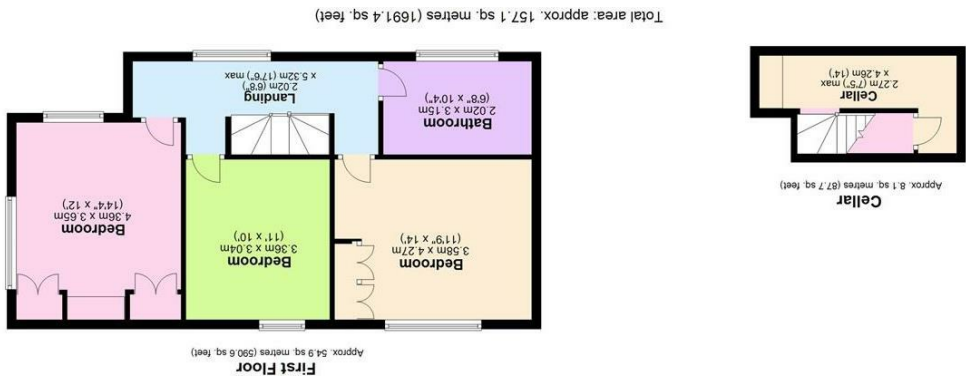 Cellar
Approx. 8.1 sq. metres (87.7 sq. feet)
Cellar
2.27m (7'5") max
x 4.26m (14')
First Floor
Approx. 54.9 sq. metres (590.6 sq. feet)
Bedroom
3.58m x 4.27m
(11'9" x 14')
Bedroom
3.36m x 3.04m
(11' x 10')
Bedroom
4.36m x 3.65m
(14'4" x 12')
Bathroom
2.02m x 3.15m
(6'8" x 10'4")
Landing
2.02m (6'8")
x 5.32m (17'6") max
Total area: approx. 157.1 sq. metres (1691.4 sq. feet)